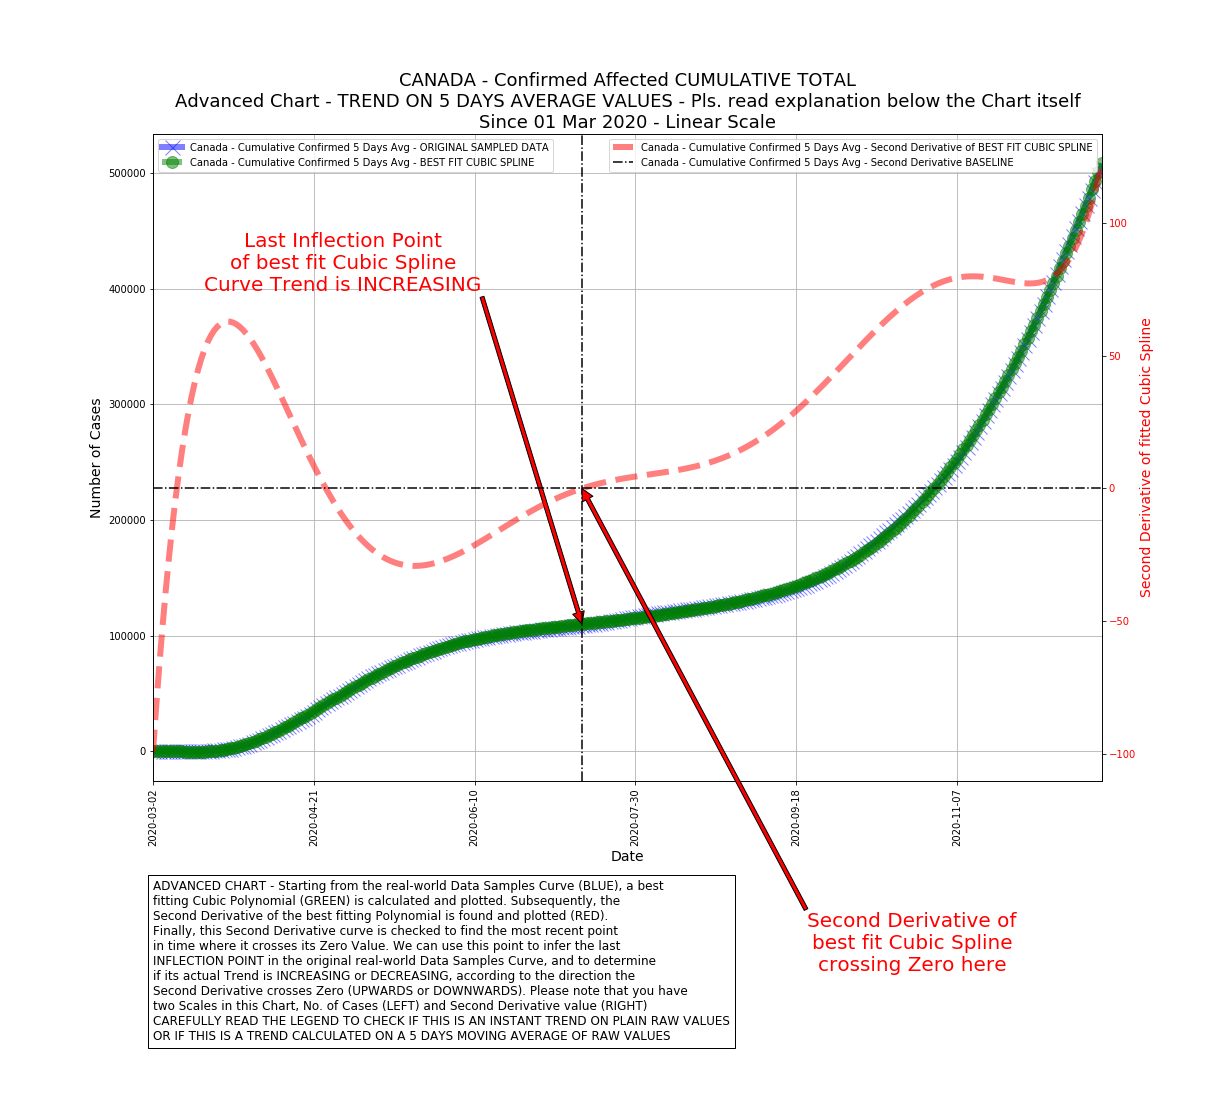 CANADA - Confirmed Affected CUMULATIVE TOTAL
Advanced Chart - TREND ON 5 DAYS AVERAGE VALUES - Pls. read explanation below the Chart itself
Since 01 Mar 2020 - Linear Scale
Canada - Cumulative Confirmed 5 Days Avg - ORIGINAL SAMPLED DATA
Canada - Cumulative Confirmed 5 Days Avg - BEST FIT CUBIC SPLINE
Canada - Cumulative Confirmed 5 Days Avg - Second Derivative of BEST FIT CUBIC SPLINE
Canada - Cumulative Confirmed 5 Days Avg - Second Derivative BASELINE
Last Inflection Point
of best fit Cubic Spline
Curve Trend is INCREASING
Number of Cases
500000
400000
300000
200000
100000
0
100
50
0
−50
−100
Second Derivative of fitted Cubic Spline
2020-03-02
2020-04-21
2020-06-10
2020-07-30
2020-09-18
2020-11-07
Date
Second Derivative of
best fit Cubic Spline
crossing Zero here
ADVANCED CHART - Starting from the real-world Data Samples Curve (BLUE), a best
fitting Cubic Polynomial (GREEN) is calculated and plotted. Subsequently, the
Second Derivative of the best fitting Polynomial is found and plotted (RED).
Finally, this Second Derivative curve is checked to find the most recent point
in time where it crosses its Zero Value. We can use this point to infer the last
INFLECTION POINT in the original real-world Data Samples Curve, and to determine
if its actual Trend is INCREASING or DECREASING, according to the direction the
Second Derivative crosses Zero (UPWARDS or DOWNWARDS). Please note that you have
two Scales in this Chart, No. of Cases (LEFT) and Second Derivative value (RIGHT)
CAREFULLY READ THE LEGEND TO CHECK IF THIS IS AN INSTANT TREND ON PLAIN RAW VALUES
OR IF THIS IS A TREND CALCULATED ON A 5 DAYS MOVING AVERAGE OF RAW VALUES